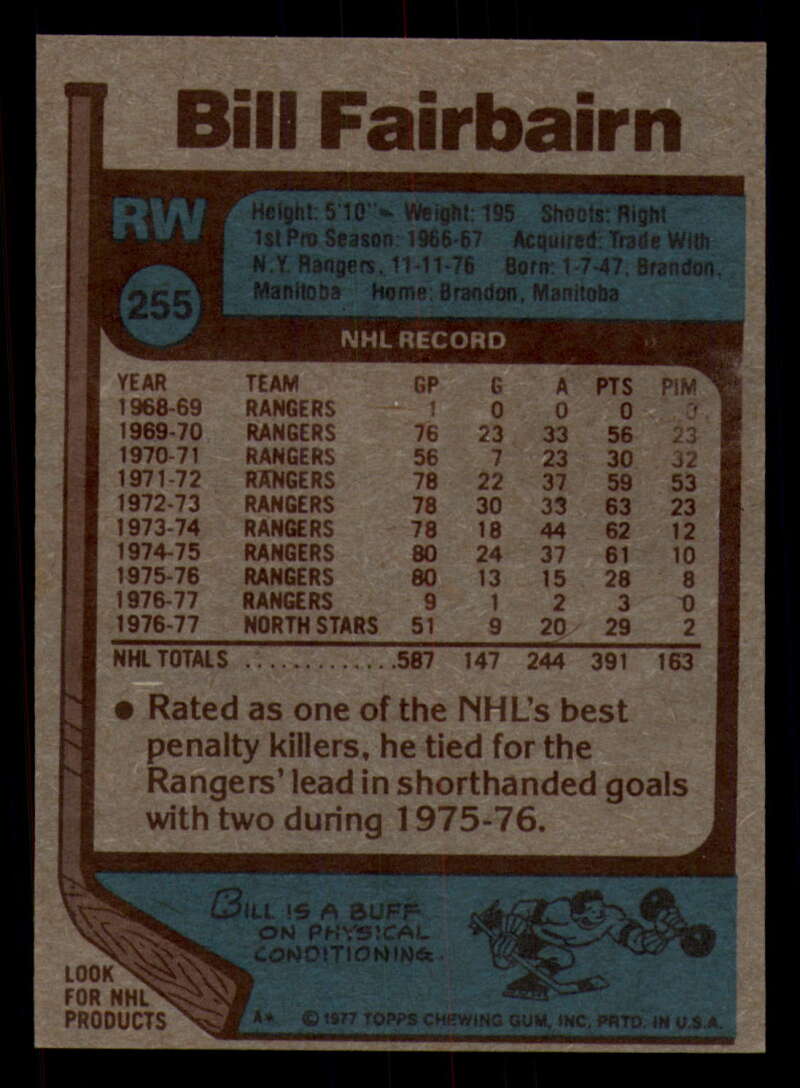 Bill Fairbairn
RW
255
Height: 5'10" Weight: 195 Shoots: Right
1st Pro Season: 1966-67 Acquired: Trade With
N.Y. Rangers, 11-11-76 Born: 1-7-47, Brandon,
Manitoba Home: Brandon, Manitoba
NHL RECORD
YEAR TEAM GP G A PTS PIM
1968-69 RANGERS 1 0 0 0 0
1969-70 RANGERS 76 23 33 56 23
1970-71 RANGERS 56 7 23 30 32
1971-72 RANGERS 78 22 37 59 53
1972-73 RANGERS 78 30 33 63 23
1973-74 RANGERS 78 18 44 62 12
1974-75 RANGERS 80 24 37 61 10
1975-76 RANGERS 80 13 15 28 8
1976-77 RANGERS 9 1 2 3 0
1976-77 NORTH STARS 51 9 20 29 2
NHL TOTALS .............587 147 244 391 163
● Rated as one of the NHL's best
penalty killers, he tied for the
Rangers' lead in shorthanded goals
with two during 1975-76.
BILL IS A BUFF
ON PHYSICAL
CONDITIONING.
LOOK
FOR NHL
PRODUCTS
A* © 1977 TOPPS CHEWING GUM, INC. PRTD. IN U.S.A.